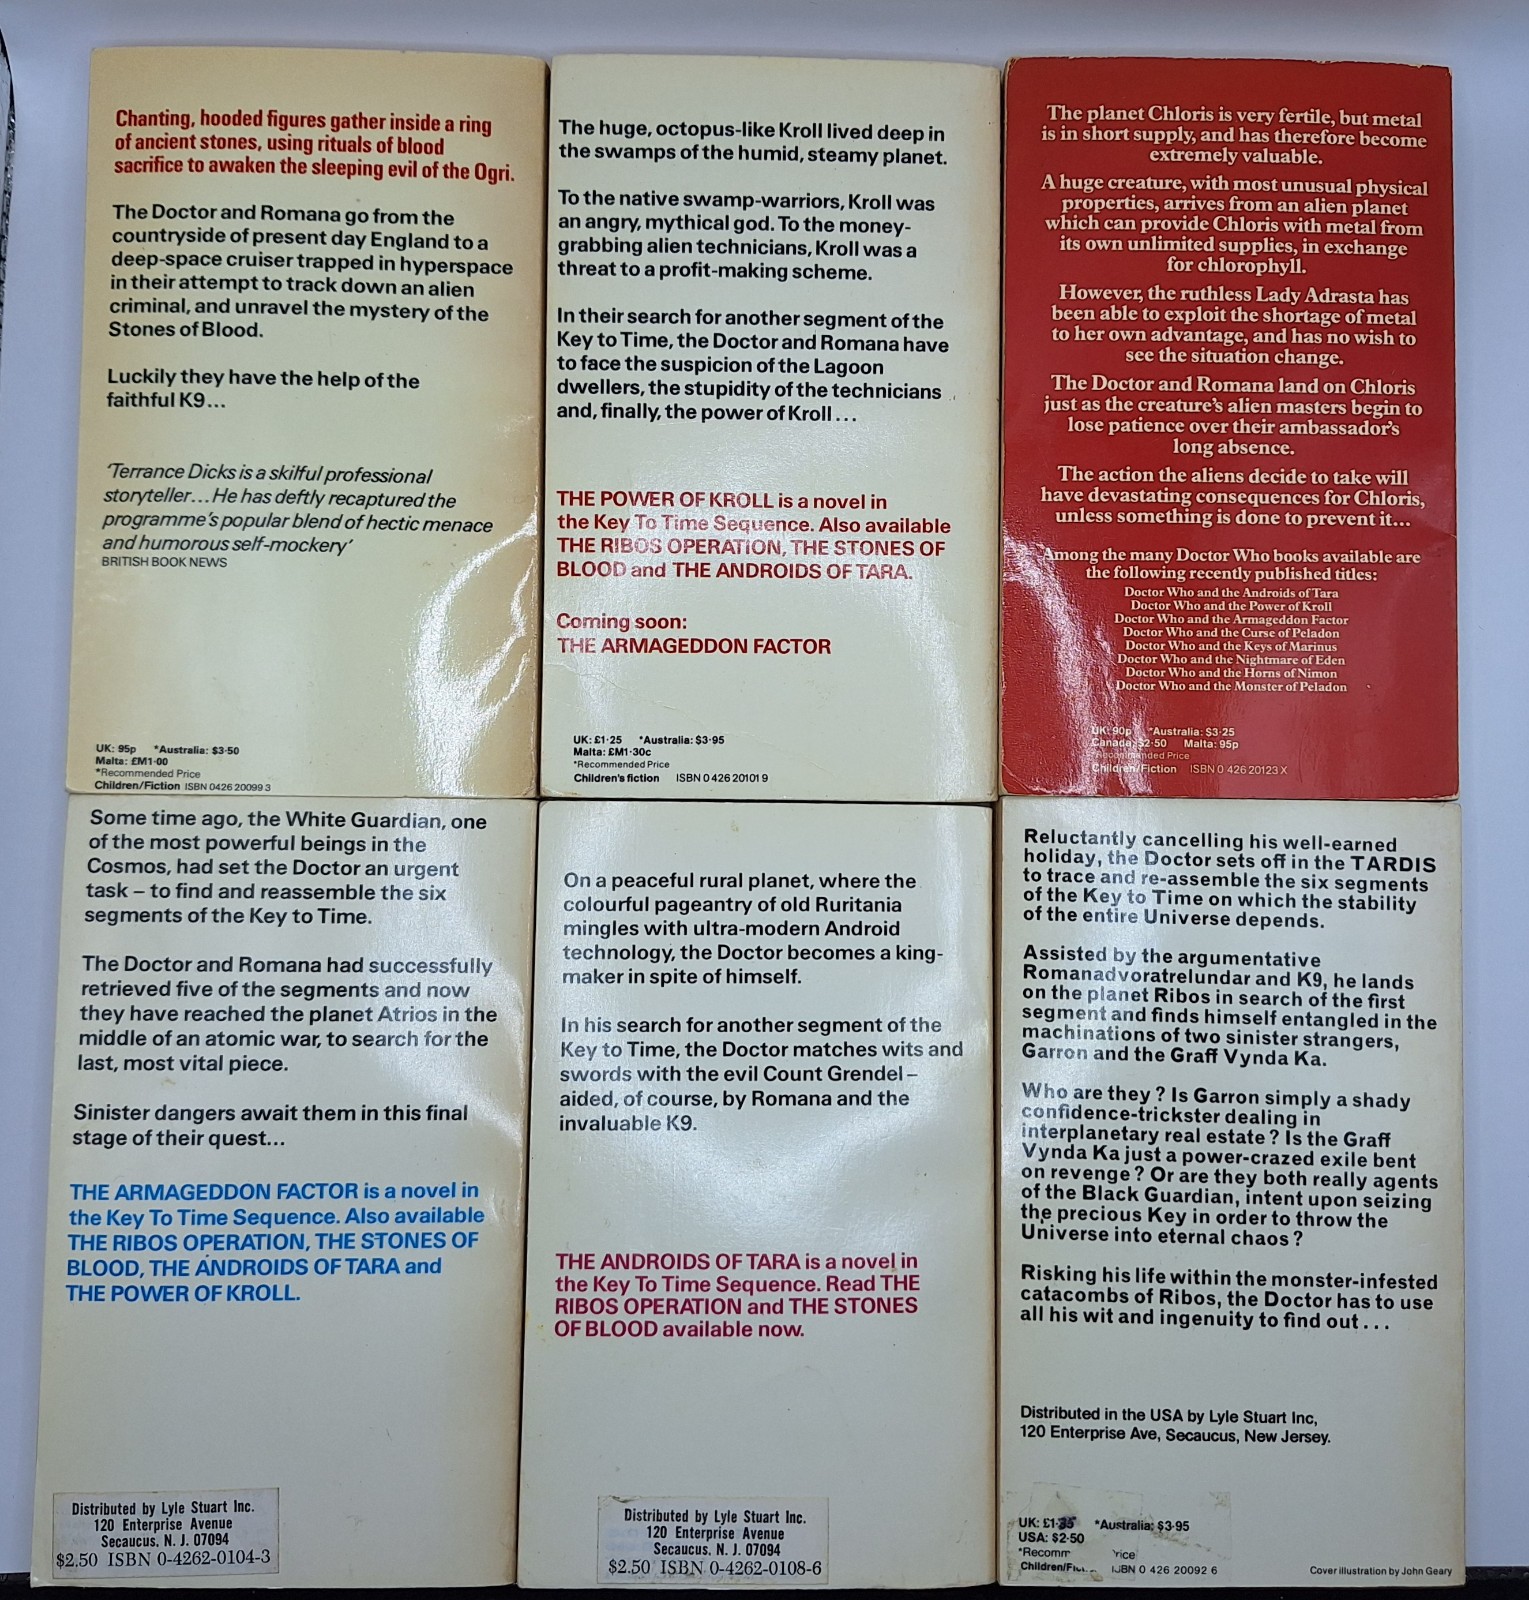 Chanting, hooded figures gather inside a ring
of ancient stones, using rituals of blood
sacrifice to awaken the sleeping evil of the Ogri.
The Doctor and Romana go from the
countryside of present day England to a
deep-space cruiser trapped in hyperspace
in their attempt to track down an alien
criminal, and unravel the mystery of the
Stones of Blood.
Luckily they have the help of the
faithful K9...
'Terrance Dicks is a skilful professional
storyteller...He has deftly recaptured the
programme's popular blend of hectic menace
and humorous self-mockery'
BRITISH BOOK NEWS
UK: 95p *Australia: $3·50
Malta: £M1·00
*Recommended Price
Children/Fiction ISBN 0426 20099 3
The huge, octopus-like Kroll lived deep in
the swamps of the humid, steamy planet.
To the native swamp-warriors, Kroll was
an angry, mythical god. To the money-
grabbing alien technicians, Kroll was a
threat to a profit-making scheme.
In their search for another segment of the
Key to Time, the Doctor and Romana have
to face the suspicion of the Lagoon
dwellers, the stupidity of the technicians
and, finally, the power of Kroll...
THE POWER OF KROLL is a novel in
the Key To Time Sequence. Also available
THE RIBOS OPERATION, THE STONES OF
BLOOD and THE ANDROIDS OF TARA.
Coming soon:
THE ARMAGEDDON FACTOR
UK: £1·25 *Australia: $3·95
Malta: £M1·30c
*Recommended Price
Children's fiction ISBN 0 426 20101 9
The planet Chloris is very fertile, but metal
is in short supply, and has therefore become
extremely valuable.
A huge creature, with most unusual physical
properties, arrives from an alien planet
which can provide Chloris with metal from
its own unlimited supplies, in exchange
for chlorophyll.
However, the ruthless Lady Adrasta has
been able to exploit the shortage of metal
to her own advantage, and has no wish to
see the situation change.
The Doctor and Romana land on Chloris
just as the creature's alien masters begin to
lose patience over their ambassador's
long absence.
The action the aliens decide to take will
have devastating consequences for Chloris,
unless something is done to prevent it...
Among the many Doctor Who books available are
the following recently published titles:
Doctor Who and the Androids of Tara
Doctor Who and the Power of Kroll
Doctor Who and the Armageddon Factor
Doctor Who and the Curse of Peladon
Doctor Who and the Keys of Marinus
Doctor Who and the Nightmare of Eden
Doctor Who and the Horns of Nimon
Doctor Who and the Monster of Peladon
UK: 90p *Australia: $3·25
Canada: $2·50 Malta: 95p
*Recommended Price
Children/Fiction ISBN 0 426 20123 X
Some time ago, the White Guardian, one
of the most powerful beings in the
Cosmos, had set the Doctor an urgent
task – to find and reassemble the six
segments of the Key to Time.
The Doctor and Romana had successfully
retrieved five of the segments and now
they have reached the planet Atrios in the
middle of an atomic war, to search for the
last, most vital piece.
Sinister dangers await them in this final
stage of their quest...
THE ARMAGEDDON FACTOR is a novel in
the Key To Time Sequence. Also available
THE RIBOS OPERATION, THE STONES OF
BLOOD, THE ANDROIDS OF TARA and
THE POWER OF KROLL.
Distributed by Lyle Stuart Inc.
120 Enterprise Avenue
Secaucus, N. J. 07094
$2.50 ISBN 0-4262-0104-3
On a peaceful rural planet, where the
colourful pageantry of old Ruritania
mingles with ultra-modern Android
technology, the Doctor becomes a king-
maker in spite of himself.
In his search for another segment of the
Key to Time, the Doctor matches wits and
swords with the evil Count Grendel –
aided, of course, by Romana and the
invaluable K9.
THE ANDROIDS OF TARA is a novel in
the Key To Time Sequence. Read THE
RIBOS OPERATION and THE STONES
OF BLOOD available now.
Distributed by Lyle Stuart Inc.
120 Enterprise Avenue
Secaucus, N. J. 07094
$2.50 ISBN 0-4262-0108-6
Reluctantly cancelling his well-earned
holiday, the Doctor sets off in the TARDIS
to trace and re-assemble the six segments
of the Key to Time on which the stability
of the entire Universe depends.
Assisted by the argumentative
Romanadvoratrelundar and K9, he lands
on the planet Ribos in search of the first
segment and finds himself entangled in the
machinations of two sinister strangers,
Garron and the Graff Vynda Ka.
Who are they? Is Garron simply a shady
confidence-trickster dealing in
interplanetary real estate? Is the Graff
Vynda Ka just a power-crazed exile bent
on revenge? Or are they both really agents
of the Black Guardian, intent upon seizing
the precious Key in order to throw the
Universe into eternal chaos?
Risking his life within the monster-infested
catacombs of Ribos, the Doctor has to use
all his wit and ingenuity to find out...
Distributed in the USA by Lyle Stuart Inc,
120 Enterprise Ave, Secaucus, New Jersey.
UK: *Australia: $3·95
USA: $2·50
ISBN 0 426 20092 6
Cover illustration by John Geary